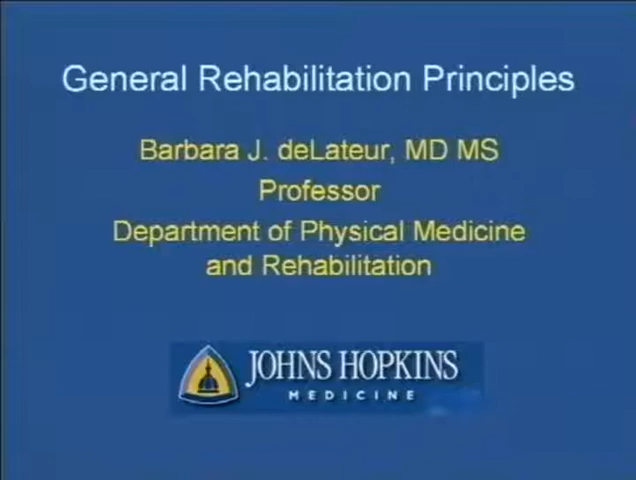 General Rehabilitation Principles
Barbara J. deLateur, MD MS
Professor
Department of Physical Medicine
and Rehabilitation
JOHNS HOPKINS
MEDICINE